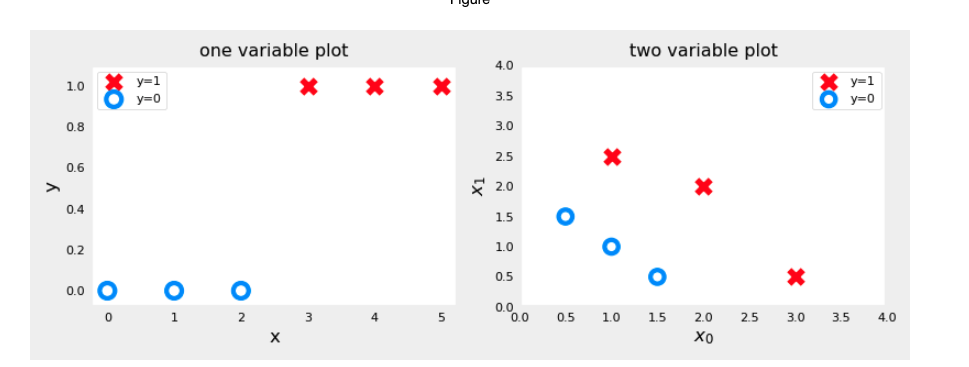 Figure
one variable plot
y=1
y=0
1.0
0.8
0.6
0.4
0.2
0.0
y
0 1 2 3 4 5
x
two variable plot
y=1
y=0
4.0
3.5
3.0
2.5
2.0
1.5
1.0
0.5
0.0
x₁
0.0 0.5 1.0 1.5 2.0 2.5 3.0 3.5 4.0
x₀